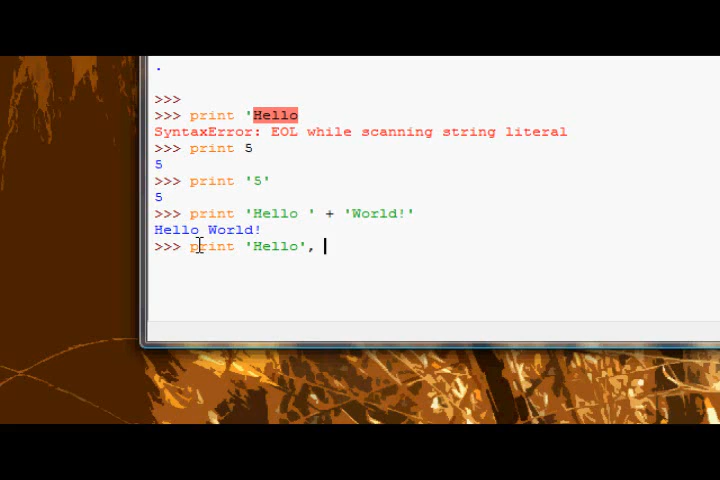 .
>>>
>>> print 'Hello
SyntaxError: EOL while scanning string literal
>>> print 5
5
>>> print '5'
5
>>> print 'Hello ' + 'World!'
Hello World!
>>> print 'Hello',